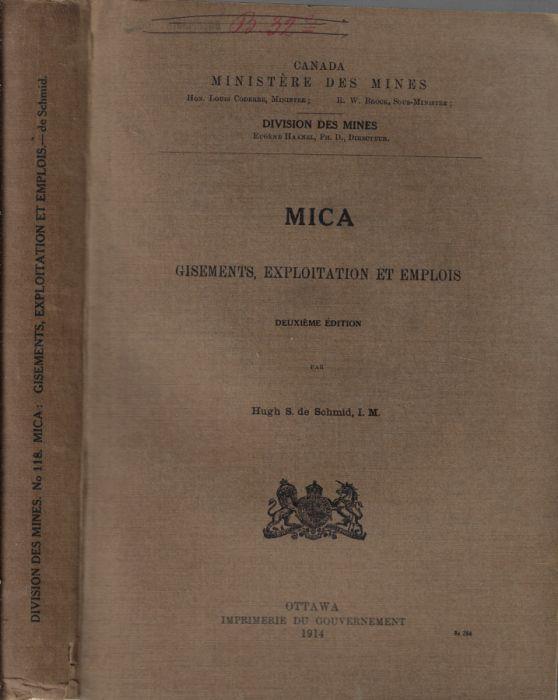 DIVISION DES MINES. No 118. MICA: GISEMENTS, EXPLOITATION ET EMPLOIS.—de Schmid.
B. 39
CANADA
MINISTÈRE DES MINES
Hon. Louis Coderre, Ministre; R. W. Brock, Sous-Ministre;
DIVISION DES MINES
Eugène Haanel, Ph. D., Directeur.
MICA
GISEMENTS, EXPLOITATION ET EMPLOIS
DEUXIÈME ÉDITION
PAR
Hugh S. de Schmid, I. M.
OTTAWA
IMPRIMERIE DU GOUVERNEMENT
1914